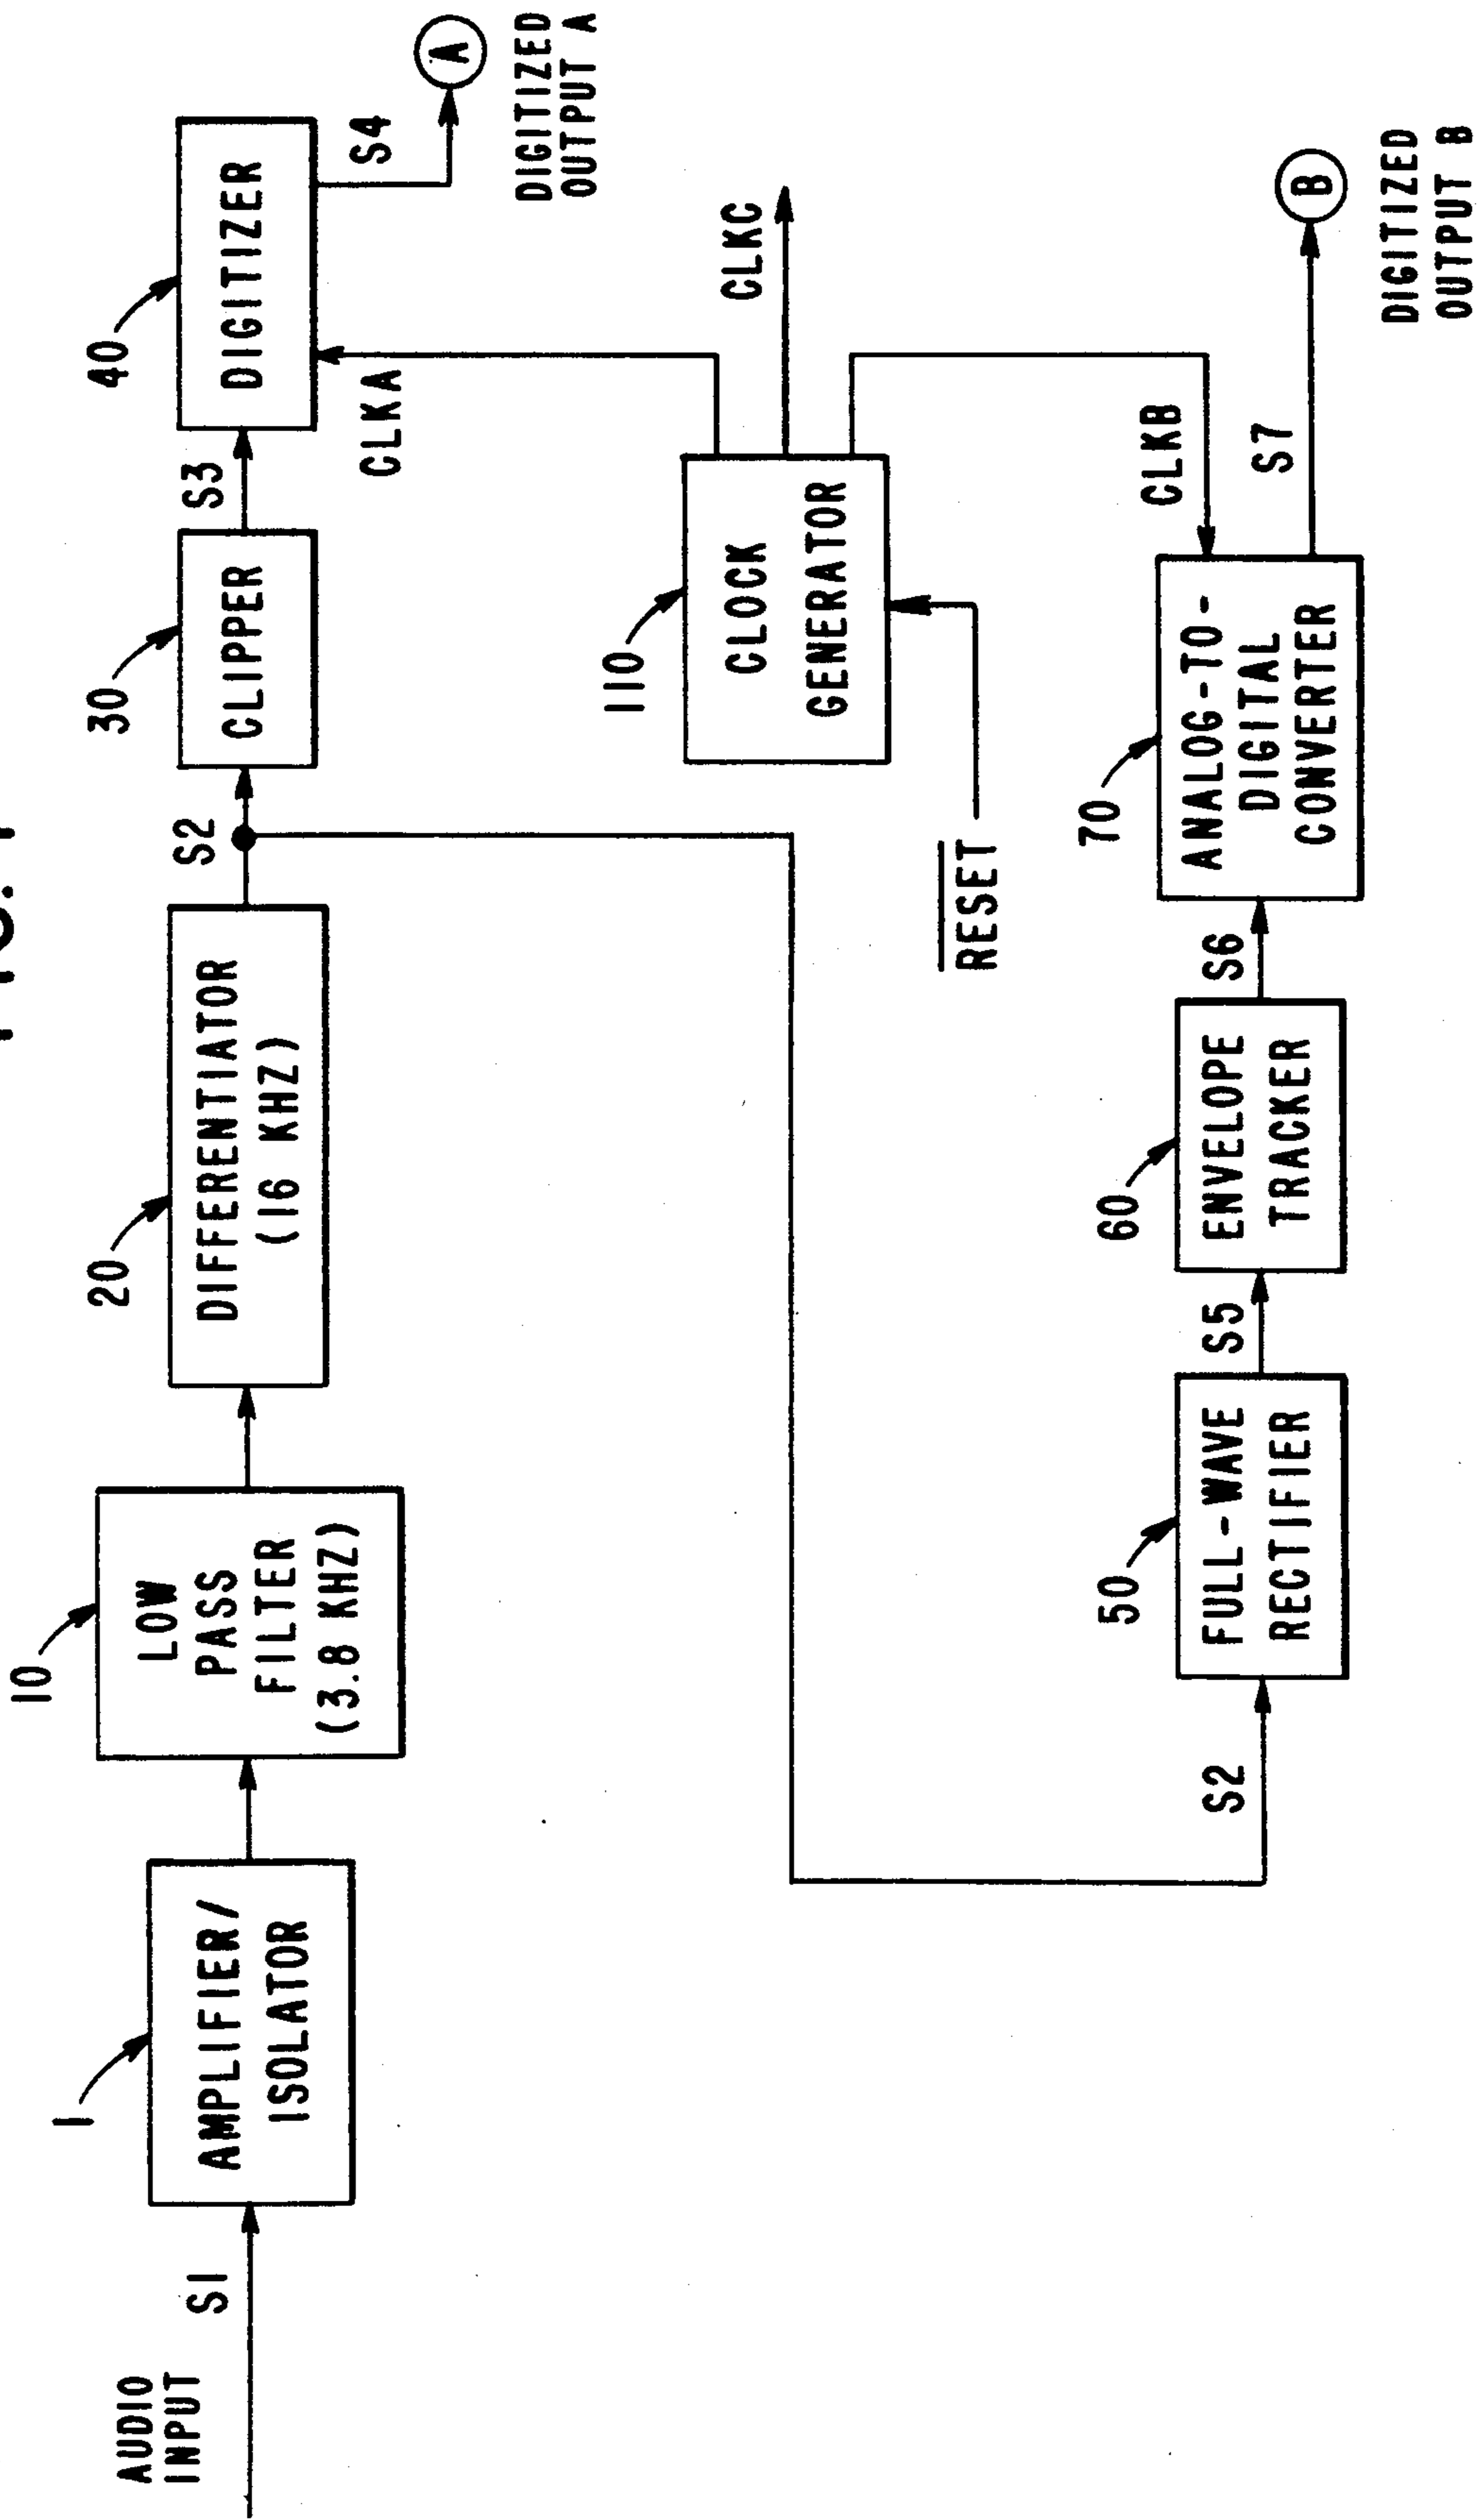 AUDIO
INPUT
S1
1
AMPLIFIER/
ISOLATOR
10
LOW
PASS
FILTER
(3.8 KHZ)
20
DIFFERENTIATOR
(16 KHZ)
S2
30
CLIPPER
S3
40
DIGITIZER
S4
A
DIGITIZED
OUTPUT A
CLKA
110
CLOCK
GENERATOR
CLKC
RESET
CLKB
S2
50
FULL-WAVE
RECTIFIER
S5
60
ENVELOPE
TRACKER
S6
70
ANALOG-TO-
DIGITAL
CONVERTER
S7
B
DIGITIZED
OUTPUT B